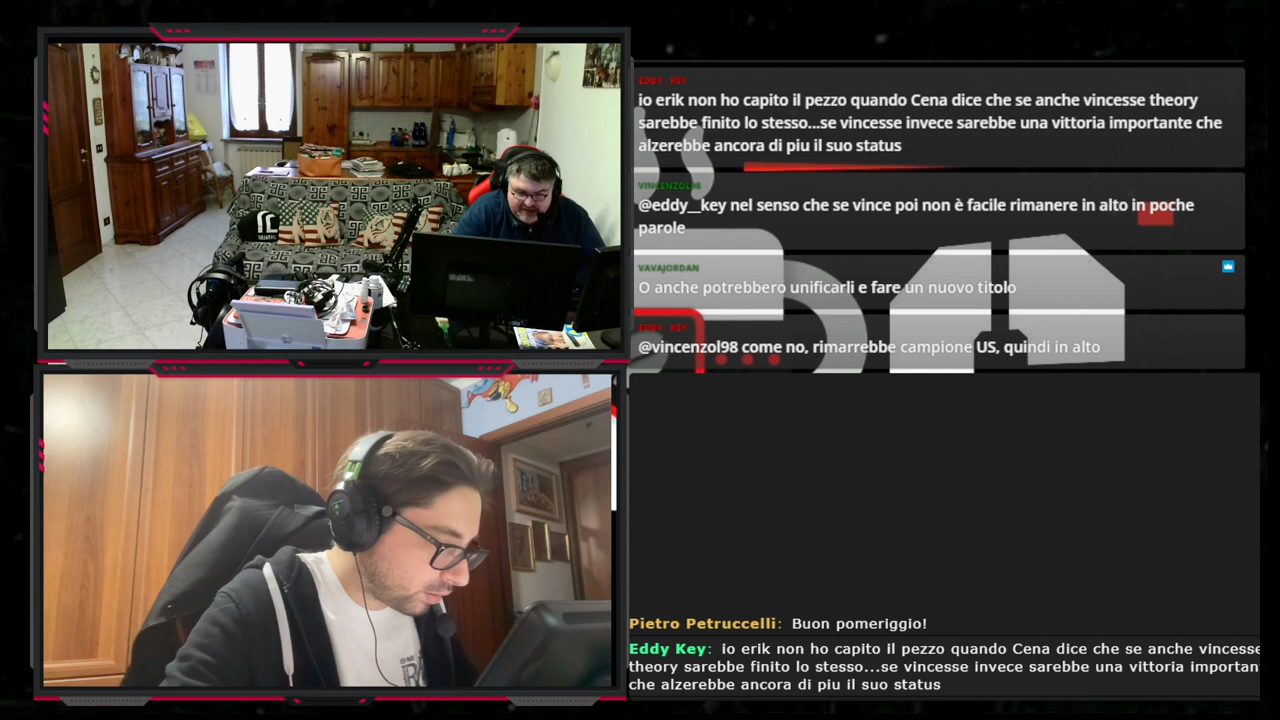 EDDY_KEY
io erik non ho capito il pezzo quando Cena dice che se anche vincesse theory
sarebbe finito lo stesso...se vincesse invece sarebbe una vittoria importante che
alzerebbe ancora di piu il suo status
VINCENZOL98
@eddy__key nel senso che se vince poi non è facile rimanere in alto in poche
parole
VAVAJORDAN
O anche potrebbero unificarli e fare un nuovo titolo
EDDY_KEY
@vincenzol98 come no, rimarrebbe campione US, quindi in alto
Pietro Petruccelli: Buon pomeriggio!
Eddy Key: io erik non ho capito il pezzo quando Cena dice che se anche vincesse
theory sarebbe finito lo stesso...se vincesse invece sarebbe una vittoria importan
che alzerebbe ancora di piu il suo status